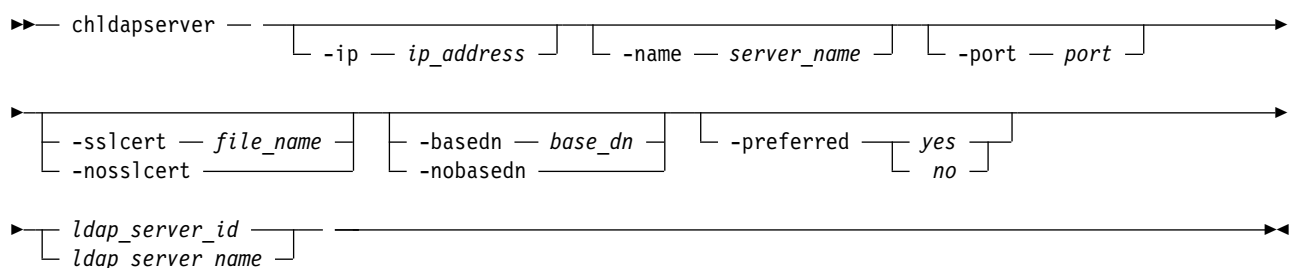 chldapserver
-ip ip_address -name server_name -port port
-sslcert file_name -basedn base_dn -preferred yes
-nosslcert -nobasedn no
ldap_server_id
ldap_server_name